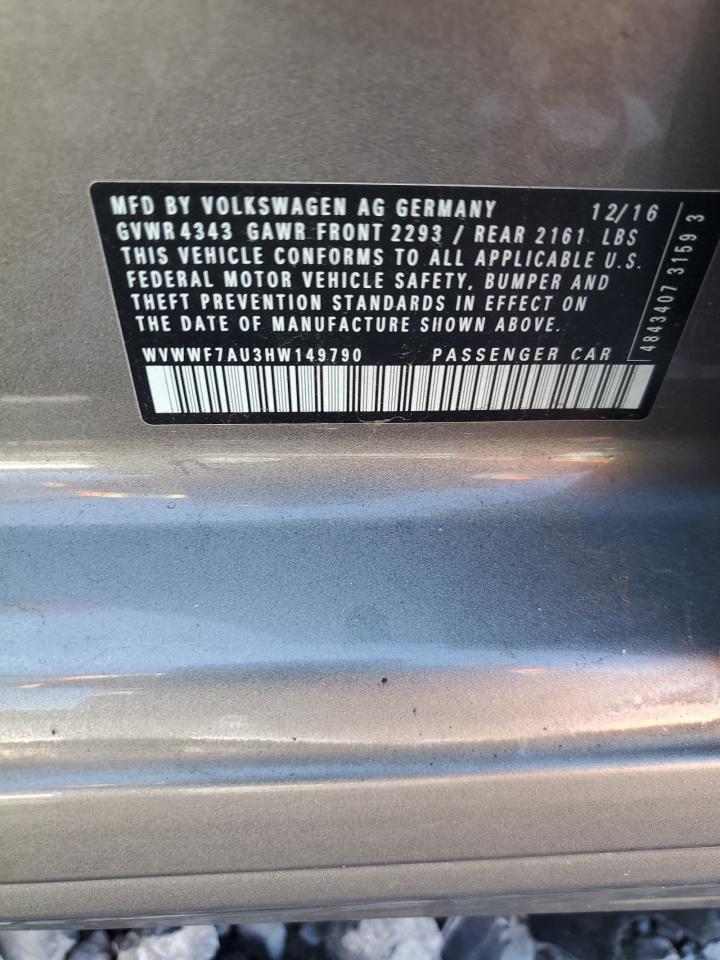 MFD BY VOLKSWAGEN AG GERMANY 12/16
GVWR 4343 GAWR FRONT 2293 / REAR 2161 LBS
THIS VEHICLE CONFORMS TO ALL APPLICABLE U.S.
FEDERAL MOTOR VEHICLE SAFETY, BUMPER AND
THEFT PREVENTION STANDARDS IN EFFECT ON
THE DATE OF MANUFACTURE SHOWN ABOVE.
WVWWF7AU3HW149790 PASSENGER CAR
4843407 3159 3